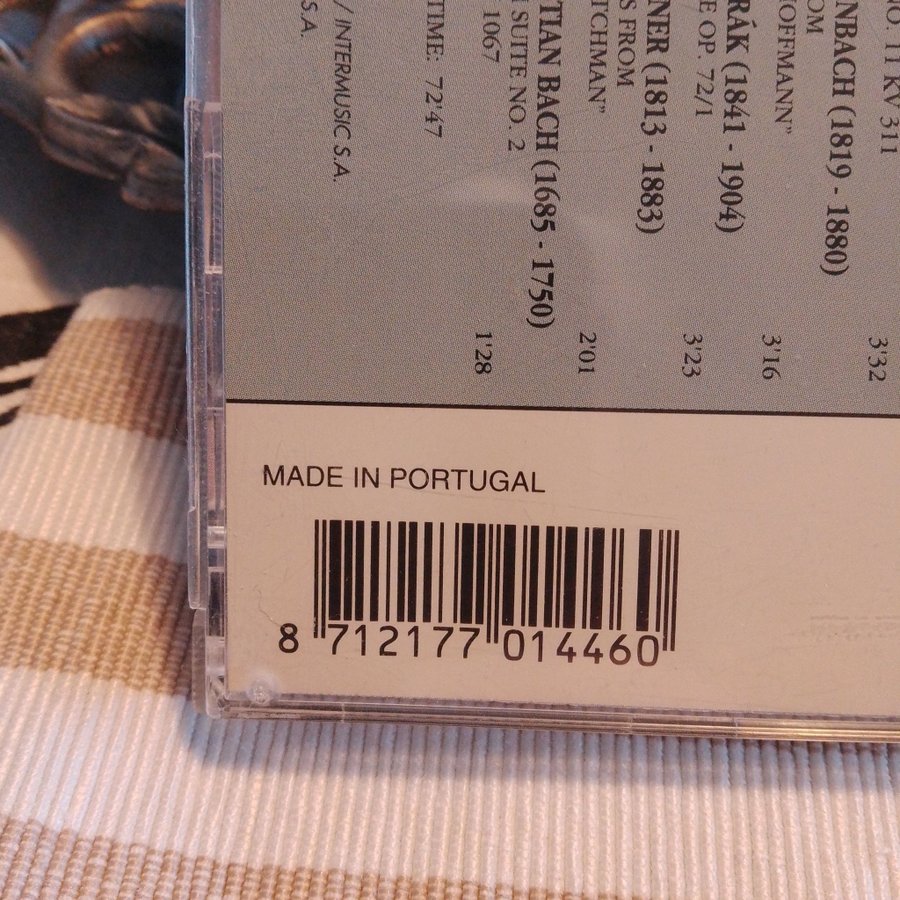 NO. 11 KV 311
3'32
NBACH (1819 - 1880)
OM
HOFFMANN"
3'16
RÁK (1841 - 1904)
E OP. 72/1
3'23
NER (1813 - 1883)
S FROM
TCHMAN"
2'01
TIAN BACH (1685 - 1750)
SUITE NO. 2
1067
1'28
TIME: 72'47
/ INTERMUSIC S.A.
S.A.
MADE IN PORTUGAL
8 712177 014460